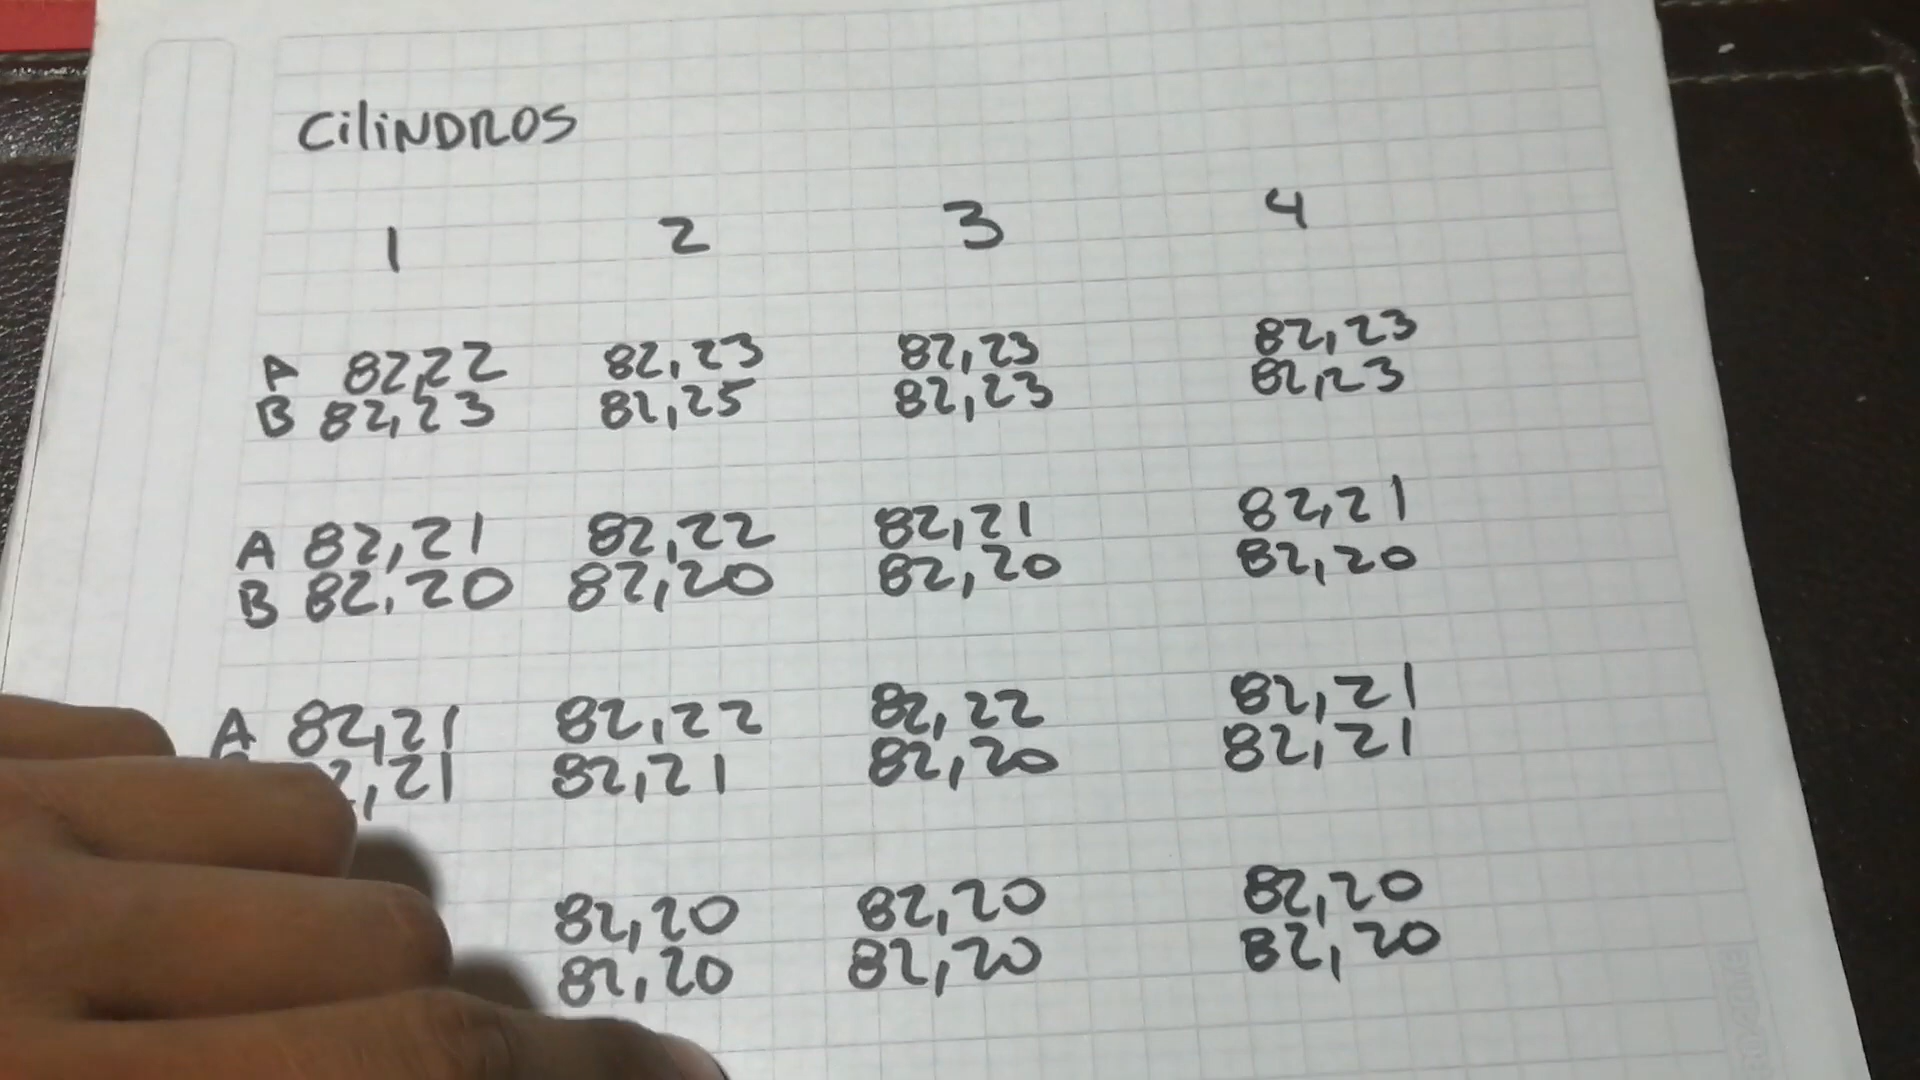 CiliNDROS
1 2 3 4
A 82,22 82,23 82,23 82,23
B 82,23 82,25 82,23 82,23
A 82,21 82,22 82,21 82,21
B 82,20 82,20 82,20 82,20
A 82,21 82,22 82,22 82,21
2,21 82,21 82,20 82,21
82,20 82,20 82,20
82,20 82,20 82,20